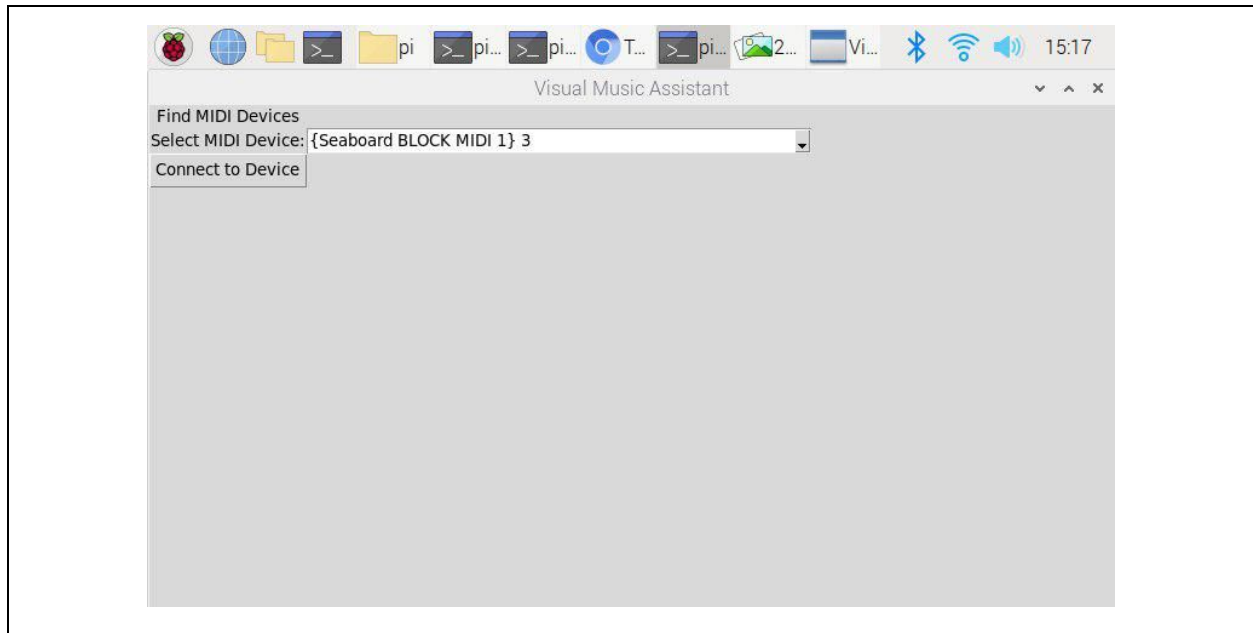 >_ pi >_ pi... >_ pi... T... >_ pi... 2... Vi... 15:17
Visual Music Assistant
Find MIDI Devices
Select MIDI Device: {Seaboard BLOCK MIDI 1} 3
Connect to Device